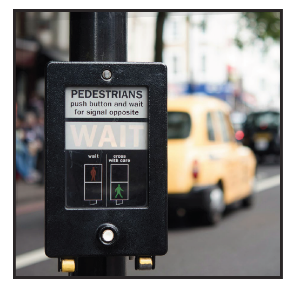 PEDESTRIANS
push button and wait
for signal opposite
WAIT
wait cross
with care